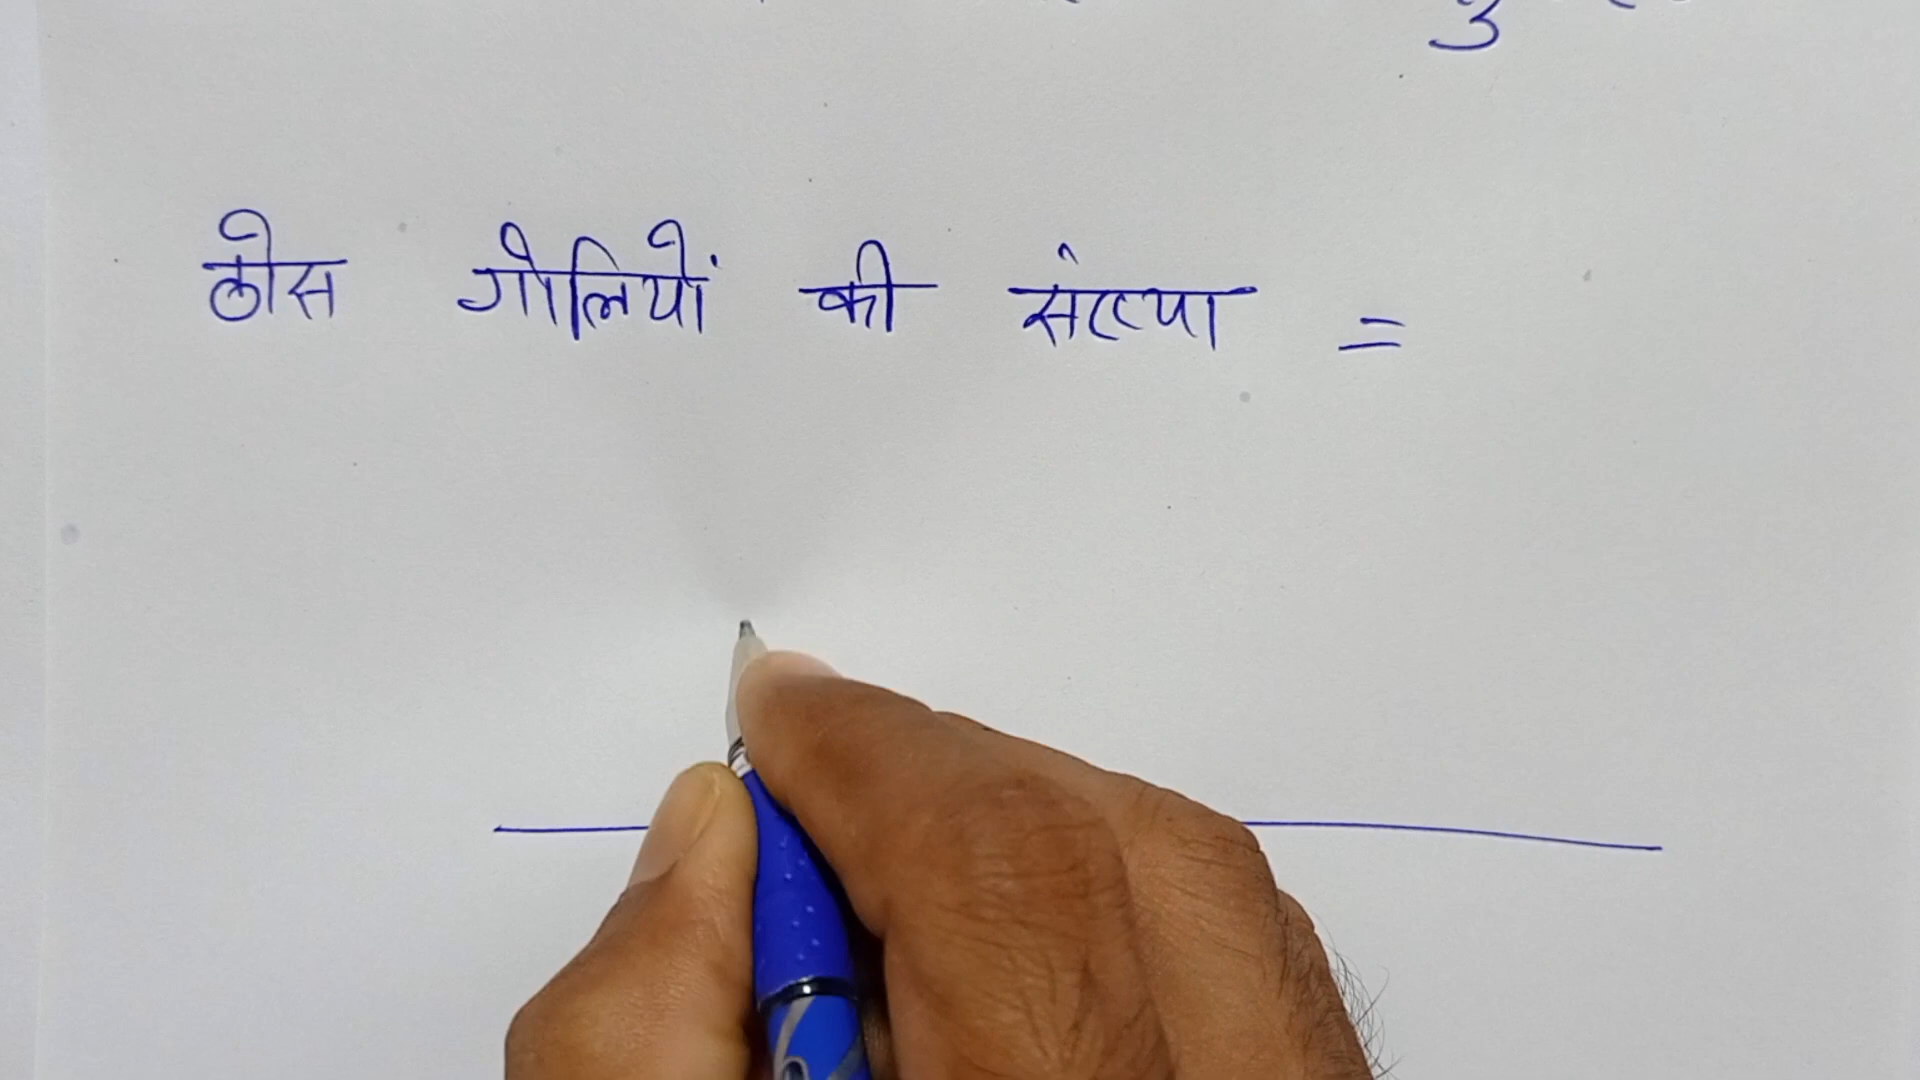 ठोस गोलियों की संख्या =